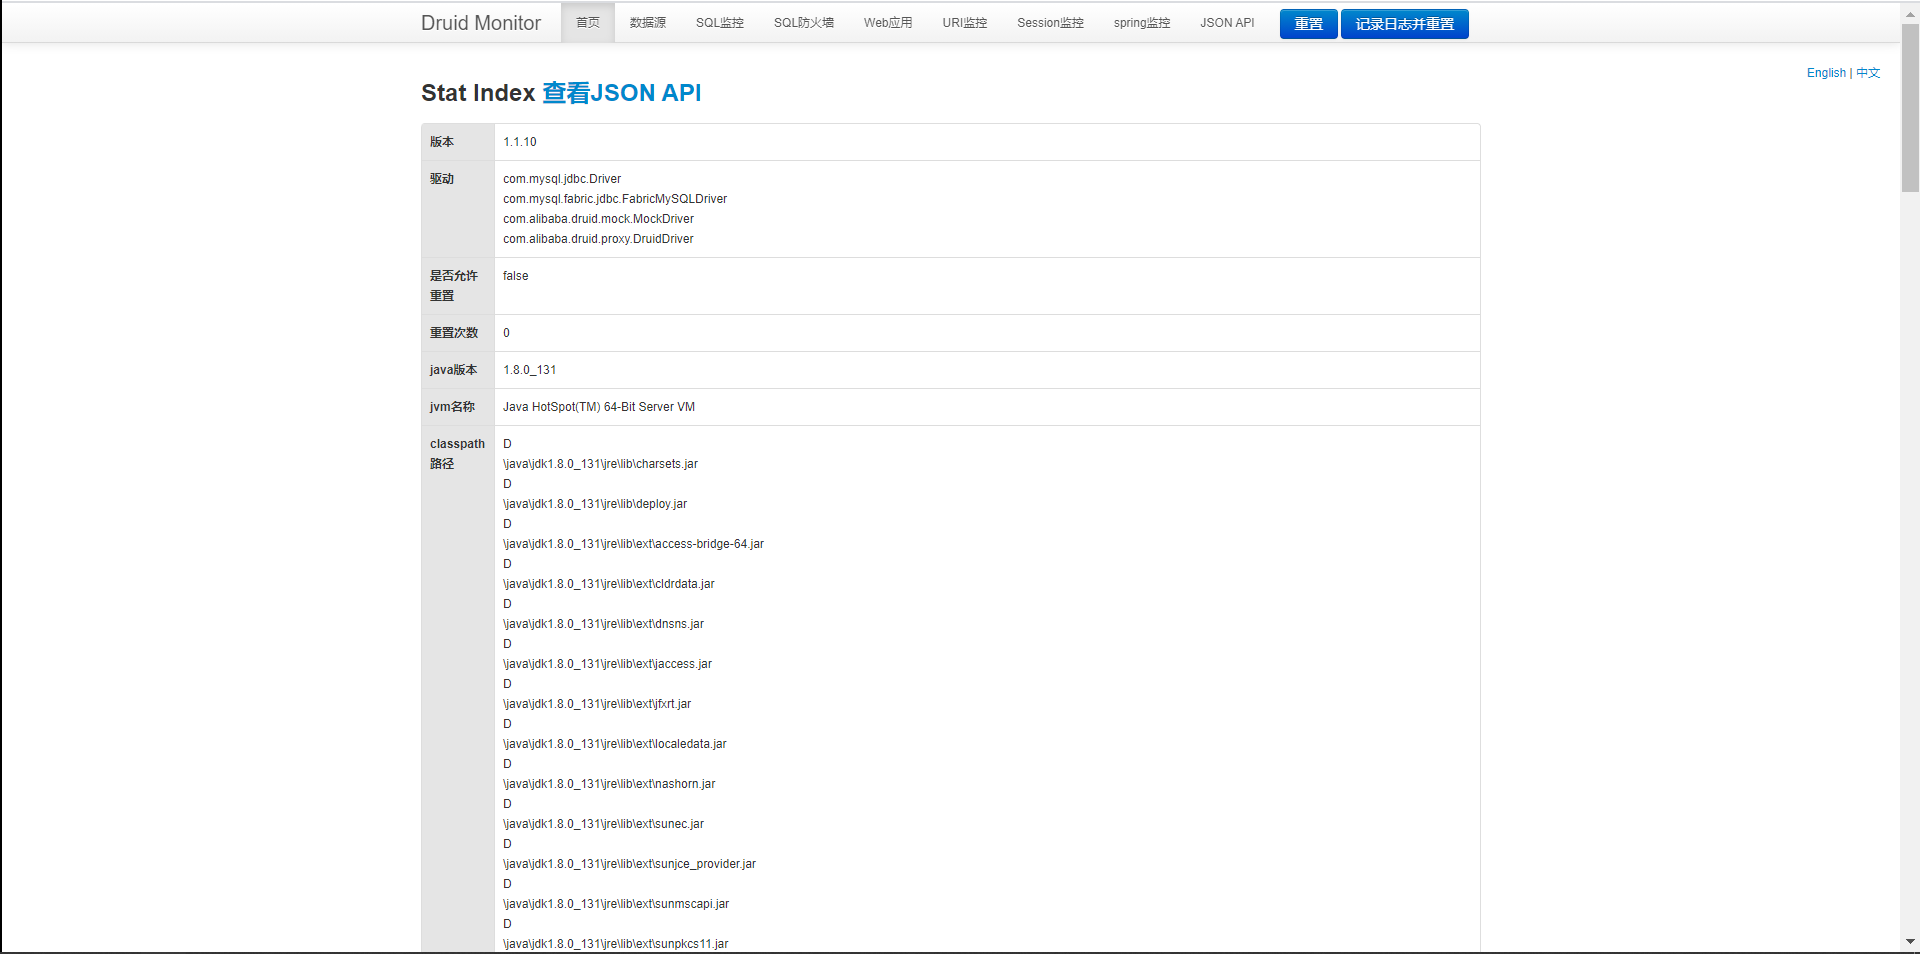 Druid Monitor 首页 数据源 SQL监控 SQL防火墙 Web应用 URI监控 Session监控 spring监控 JSON API 重置 记录日志并重置
English | 中文
Stat Index 查看JSON API
版本 1.1.10
驱动 com.mysql.jdbc.Driver
com.mysql.fabric.jdbc.FabricMySQLDriver
com.alibaba.druid.mock.MockDriver
com.alibaba.druid.proxy.DruidDriver
是否允许 false
重置
重置次数 0
java版本 1.8.0_131
jvm名称 Java HotSpot(TM) 64-Bit Server VM
classpath D
路径 \java\jdk1.8.0_131\jre\lib\charsets.jar
D
\java\jdk1.8.0_131\jre\lib\deploy.jar
D
\java\jdk1.8.0_131\jre\lib\ext\access-bridge-64.jar
D
\java\jdk1.8.0_131\jre\lib\ext\cldrdata.jar
D
\java\jdk1.8.0_131\jre\lib\ext\dnsns.jar
D
\java\jdk1.8.0_131\jre\lib\ext\jaccess.jar
D
\java\jdk1.8.0_131\jre\lib\ext\jfxrt.jar
D
\java\jdk1.8.0_131\jre\lib\ext\localedata.jar
D
\java\jdk1.8.0_131\jre\lib\ext\nashorn.jar
D
\java\jdk1.8.0_131\jre\lib\ext\sunec.jar
D
\java\jdk1.8.0_131\jre\lib\ext\sunjce_provider.jar
D
\java\jdk1.8.0_131\jre\lib\ext\sunmscapi.jar
D
\java\jdk1.8.0_131\jre\lib\ext\sunpkcs11.jar